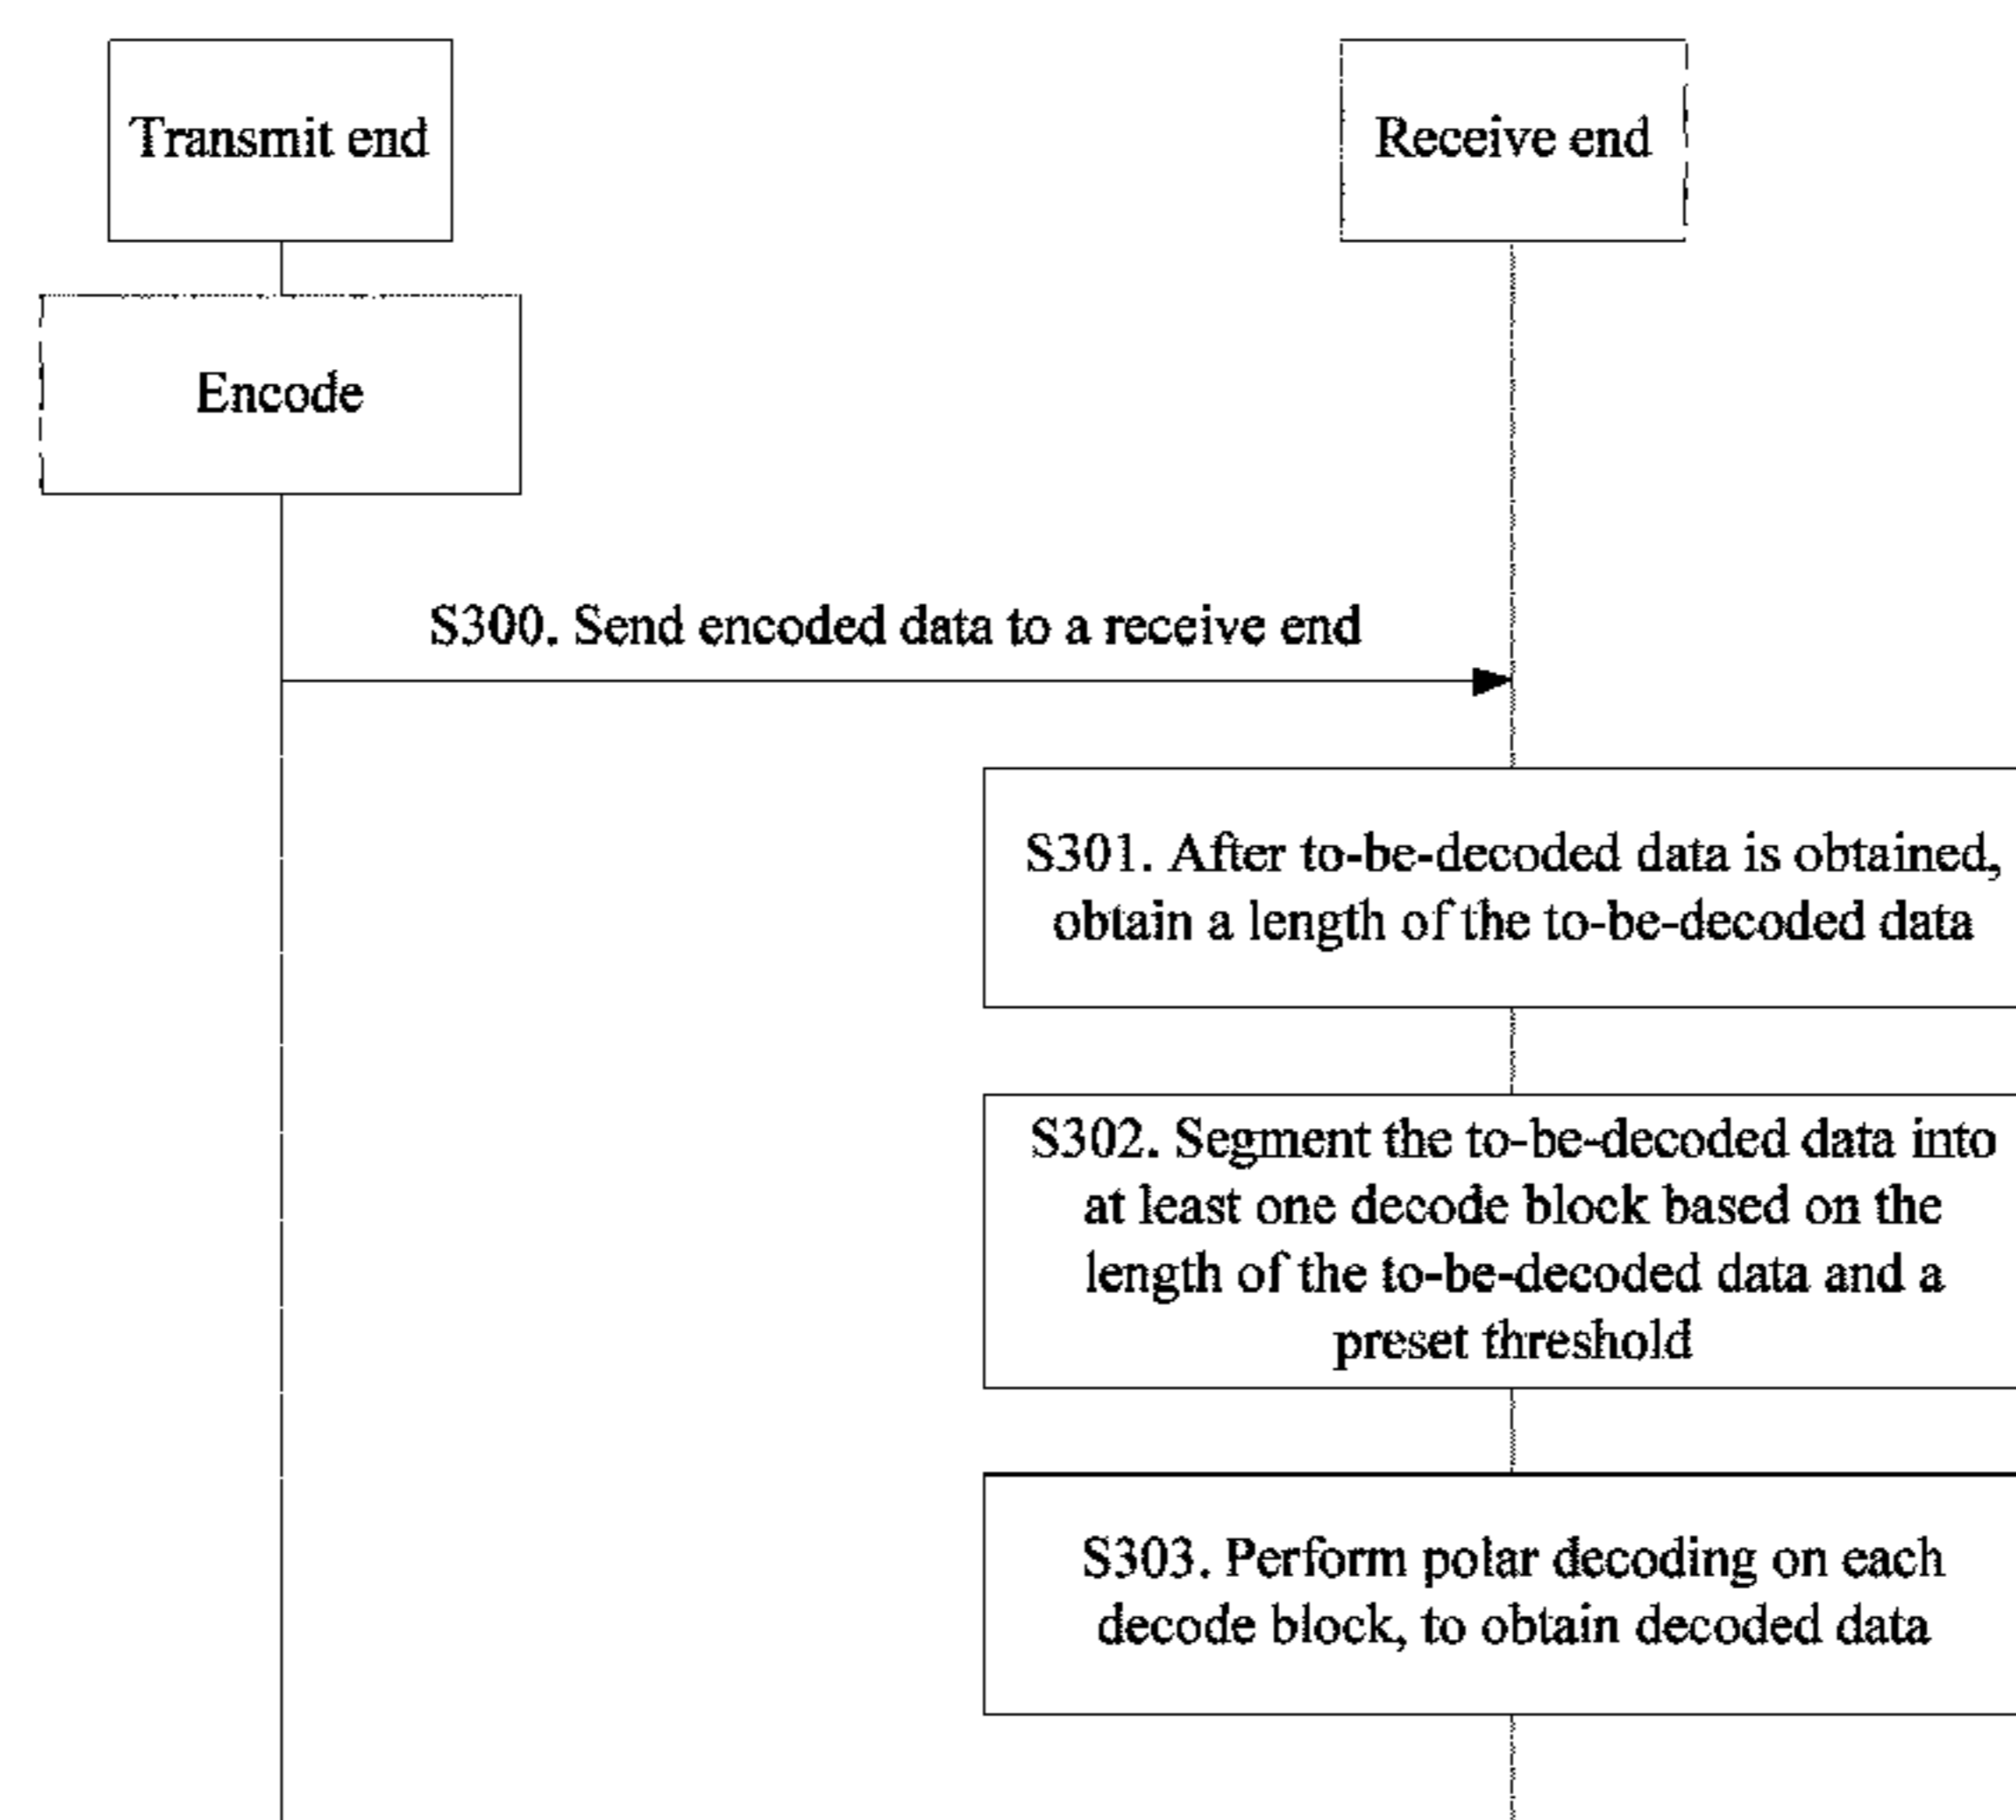 Transmit end
Receive end
Encode
S300. Send encoded data to a receive end
S301. After to-be-decoded data is obtained,
obtain a length of the to-be-decoded data
S302. Segment the to-be-decoded data into
at least one decode block based on the
length of the to-be-decoded data and a
preset threshold
S303. Perform polar decoding on each
decode block, to obtain decoded data